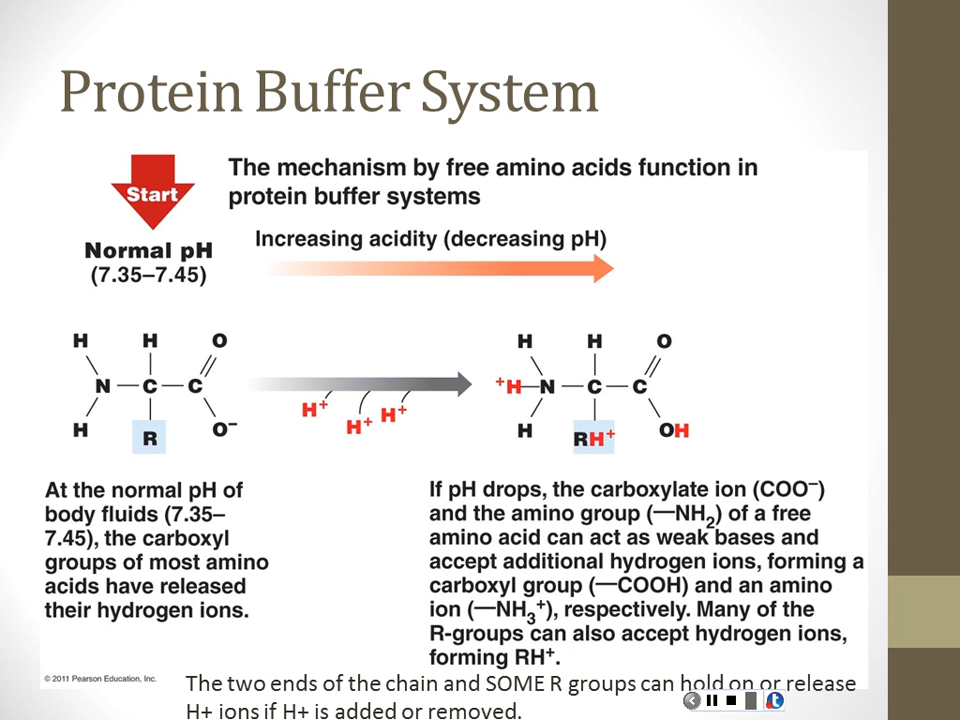 Protein Buffer System
Start
The mechanism by free amino acids function in
protein buffer systems
Normal pH
(7.35–7.45)
Increasing acidity (decreasing pH)
H H O
N — C — C
H R O⁻
H⁺ H⁺ H⁺
H H O
⁺H—N — C — C
H RH⁺ OH
At the normal pH of
body fluids (7.35–
7.45), the carboxyl
groups of most amino
acids have released
their hydrogen ions.
If pH drops, the carboxylate ion (COO⁻)
and the amino group (—NH₂) of a free
amino acid can act as weak bases and
accept additional hydrogen ions, forming a
carboxyl group (—COOH) and an amino
ion (—NH₃⁺), respectively. Many of the
R-groups can also accept hydrogen ions,
forming RH⁺.
© 2011 Pearson Education, Inc.
The two ends of the chain and SOME R groups can hold on or release
H+ ions if H+ is added or removed.